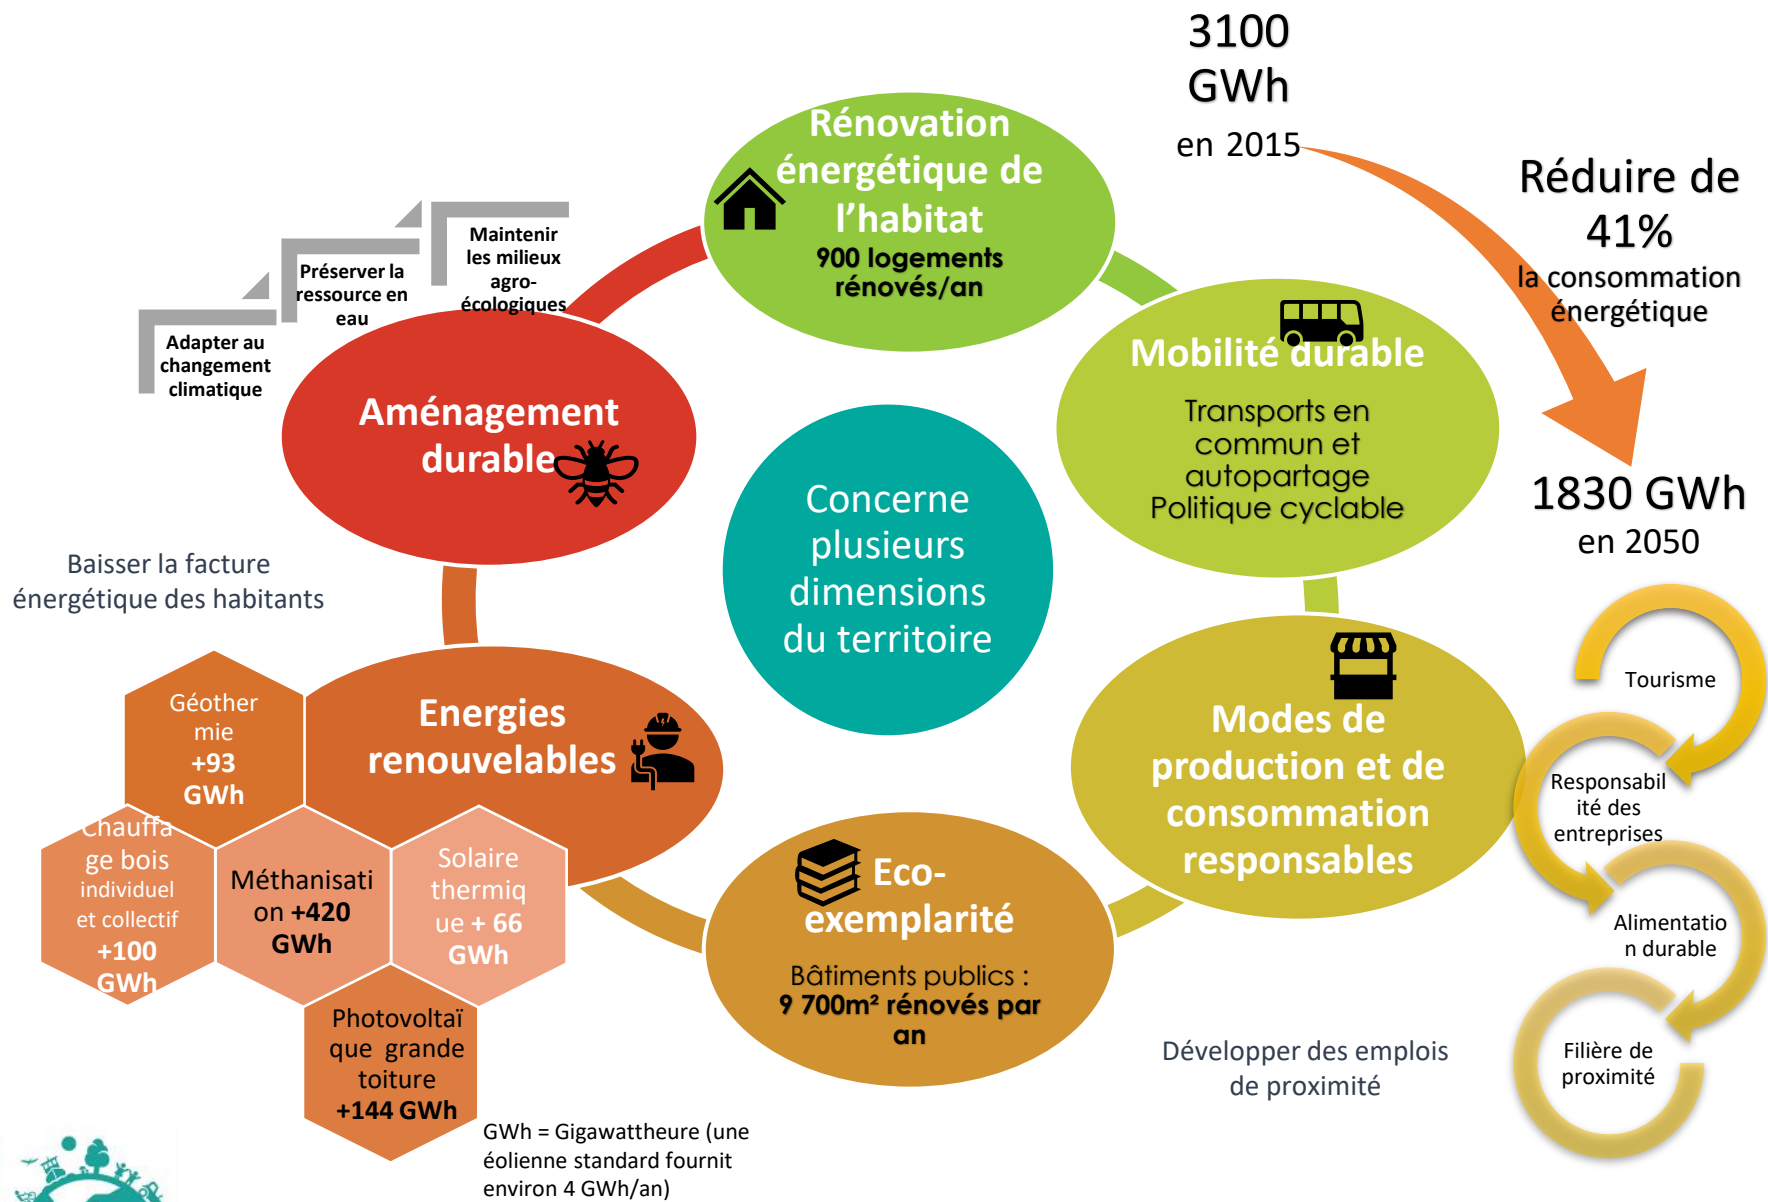 3100
GWh
en 2015
Réduire de
41%
la consommation
énergétique
1830 GWh
en 2050
Rénovation
énergétique de
l’habitat
900 logements
rénovés/an
Mobilité durable
Transports en
commun et
autopartage
Politique cyclable
Maintenir
les milieux
agro-
écologiques
Préserver la
ressource en
eau
Adapter au
changement
climatique
Aménagement
durable
Concerne
plusieurs
dimensions
du territoire
Baisser la facture
énergétique des habitants
Energies
renouvelables
Géother
mie
+93
GWh
Chauffa
ge bois
individuel
et collectif
+100
GWh
Méthanisati
on +420
GWh
Solaire
thermiq
ue + 66
GWh
Photovoltaï
que grande
toiture
+144 GWh
Eco-
exemplarité
Bâtiments publics :
9 700m² rénovés par
an
Modes de
production et de
consommation
responsables
Tourisme
Responsabil
ité des
entreprises
Alimentatio
n durable
Filière de
proximité
Développer des emplois
de proximité
GWh = Gigawattheure (une
éolienne standard fournit
environ 4 GWh/an)